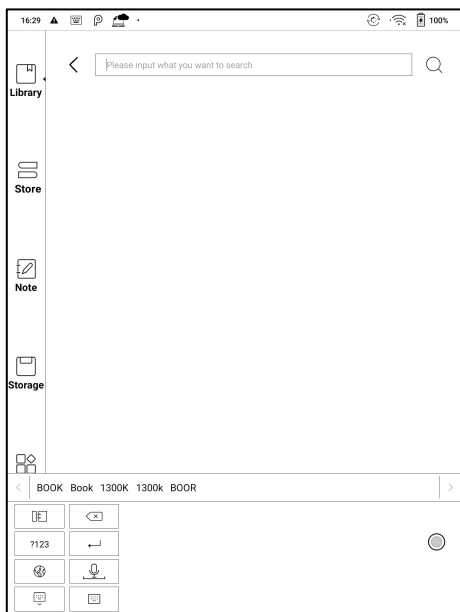 16:29
100%
Please input what you want to search
Library
Store
Note
Storage
BOOK Book 1300K 1300k BOOR
?123